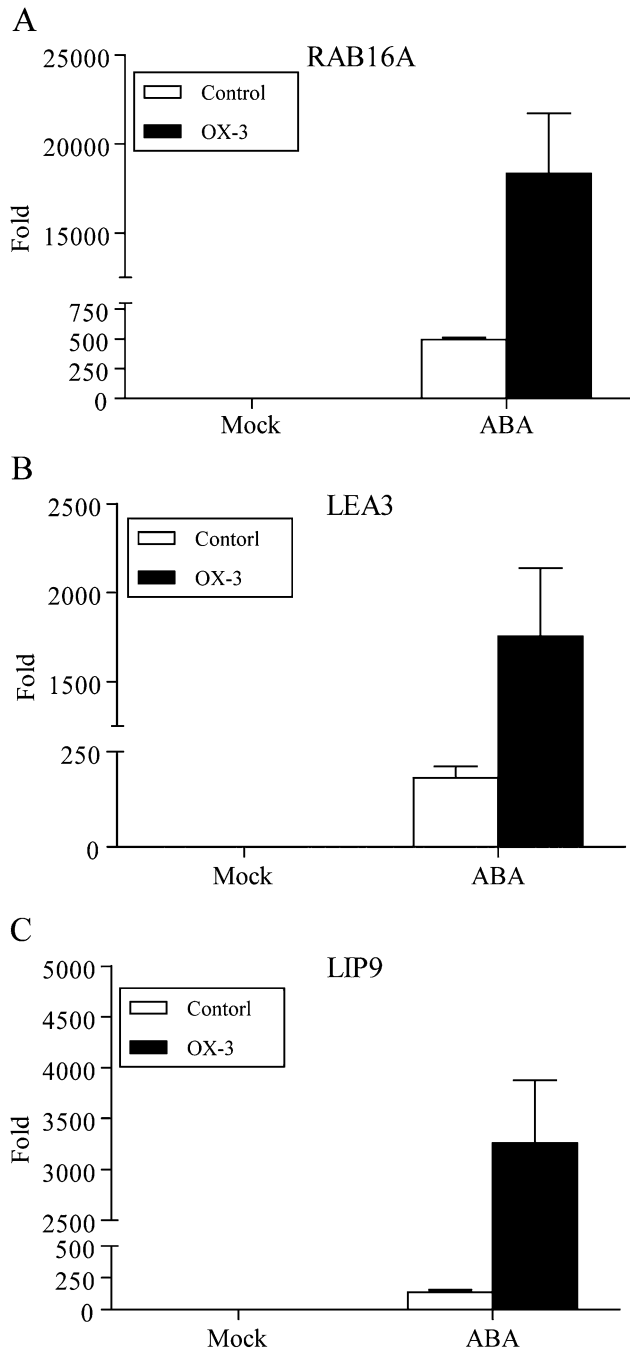 A
RAB16A
25000
20000
15000
750
500
250
0
Fold
Control
OX-3
Mock ABA
B
LEA3
2500
2000
1500
250
0
Fold
Contorl
OX-3
Mock ABA
C
LIP9
5000
4500
4000
3500
3000
2500
500
250
0
Fold
Contorl
OX-3
Mock ABA